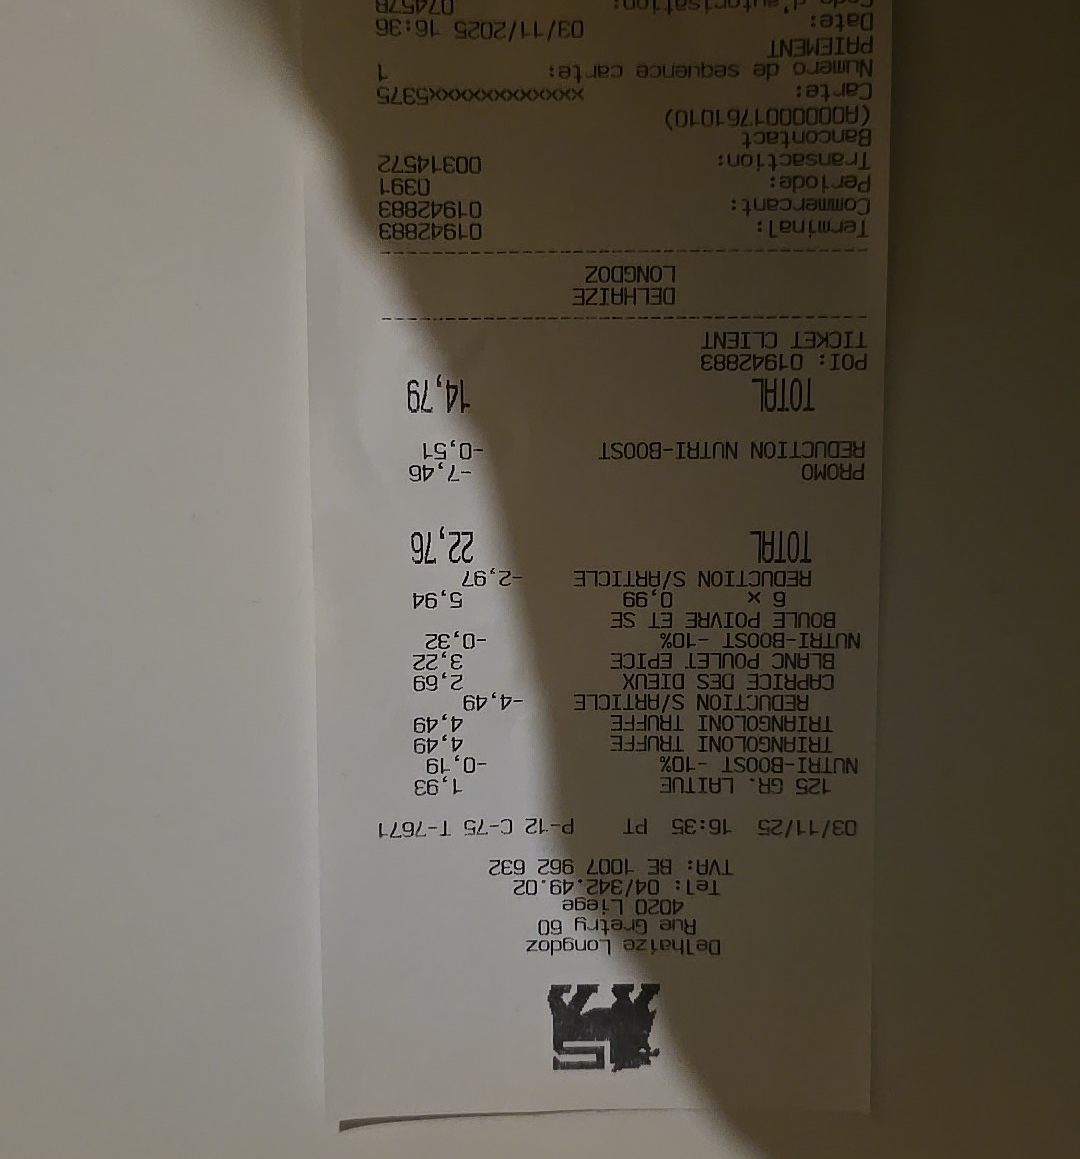 Delhaize Longdoz
Rue Gretry 60
4020 Liege
Tel: 04/342.49.02
TVA: BE 1007 962 632
03/11/25 16:35 PT P-12 C-75 T-7671
125 GR. LAITUE 1,93
NUTRI-BOOST -10% -0,19
TRIANGOLONI TRUFFE 4,49
TRIANGOLONI TRUFFE 4,49
REDUCTION S/ARTICLE -4,49
CAPRICE DES DIEUX 2,69
BLANC POULET EPICE 3,22
NUTRI-BOOST -10% -0,32
BOULE POIVRE ET SE
6 x 0,99 5,94
REDUCTION S/ARTICLE -2,97
TOTAL 22,76
PROMO -7,46
REDUCTION NUTRI-BOOST -0,51
TOTAL 14,79
POI: 01942883
TICKET CLIENT
DELHAIZE
LONGDOZ
Terminal: 01942883
Commercant: 01942883
Periode: 0391
Transaction: 00314572
Bancontact
(A0000001761010)
Carte: xxxxxxxxxxxxx5375
Numero de sequence carte: 1
PAIEMENT
Date: 03/11/2025 16:36
Code d'autorisation: 074578